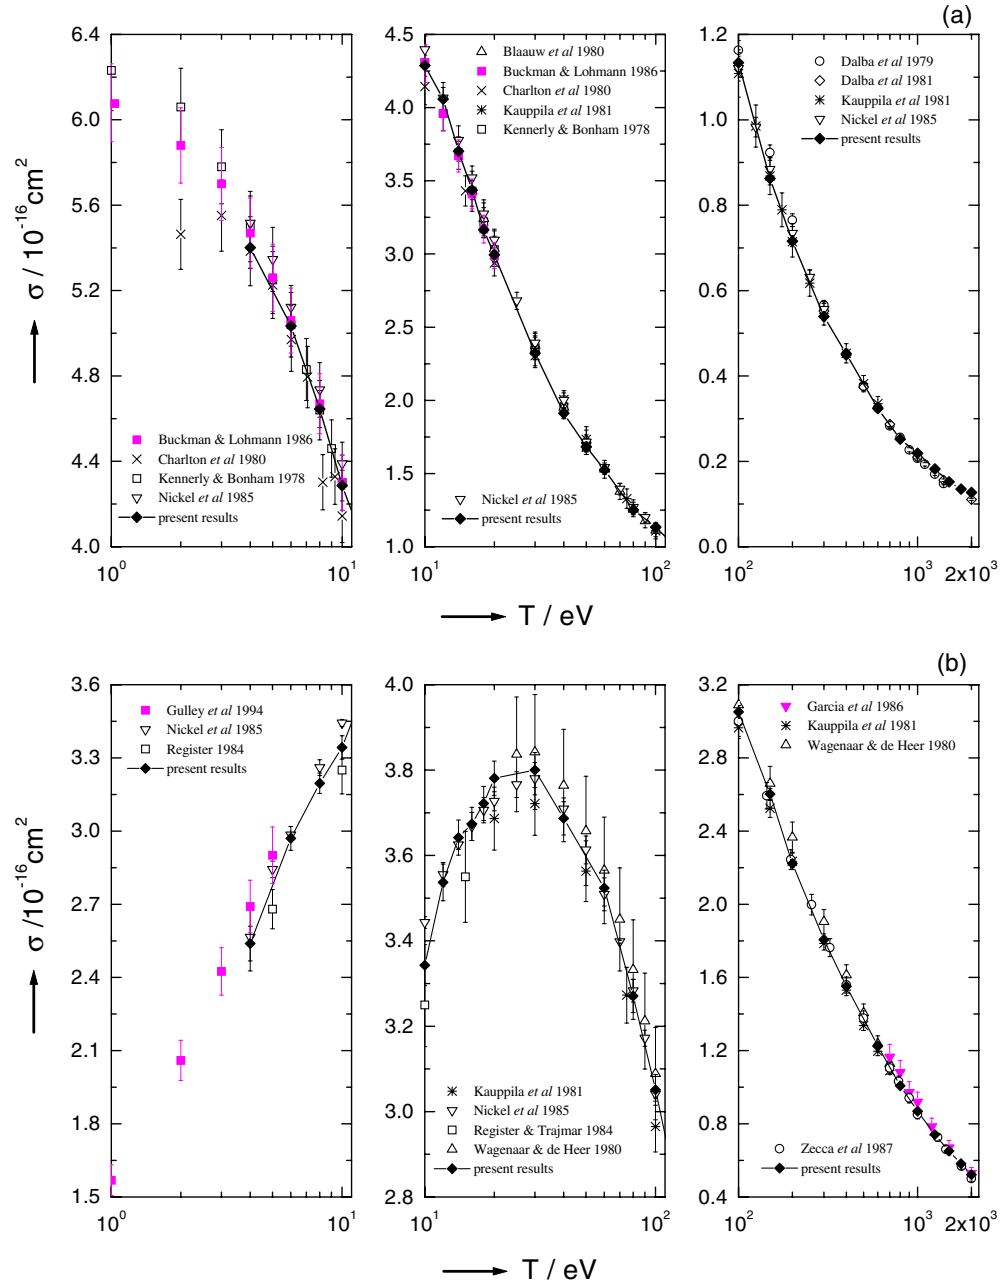 (a)
σ / 10⁻¹⁶cm²
6.4
6.0
5.6
5.2
4.8
4.4
4.0
Buckman & Lohmann 1986
Charlton et al 1980
Kennerly & Bonham 1978
Nickel et al 1985
present results
10⁰
10¹
4.5
4.0
3.5
3.0
2.5
2.0
1.5
1.0
Blaauw et al 1980
Buckman & Lohmann 1986
Charlton et al 1980
Kauppila et al 1981
Kennerly & Bonham 1978
Nickel et al 1985
present results
10¹
10²
1.2
1.0
0.8
0.6
0.4
0.2
0.0
Dalba et al 1979
Dalba et al 1981
Kauppila et al 1981
Nickel et al 1985
present results
10²
10³
2x10³
T / eV
(b)
σ /10⁻¹⁶cm²
3.6
3.3
3.0
2.7
2.4
2.1
1.8
1.5
Gulley et al 1994
Nickel et al 1985
Register 1984
present results
10⁰
10¹
4.0
3.8
3.6
3.4
3.2
3.0
2.8
Kauppila et al 1981
Nickel et al 1985
Register & Trajmar 1984
Wagenaar & de Heer 1980
present results
10¹
10²
3.2
2.8
2.4
2.0
1.6
1.2
0.8
0.4
Garcia et al 1986
Kauppila et al 1981
Wagenaar & de Heer 1980
Zecca et al 1987
present results
10²
10³
2x10³
T / eV